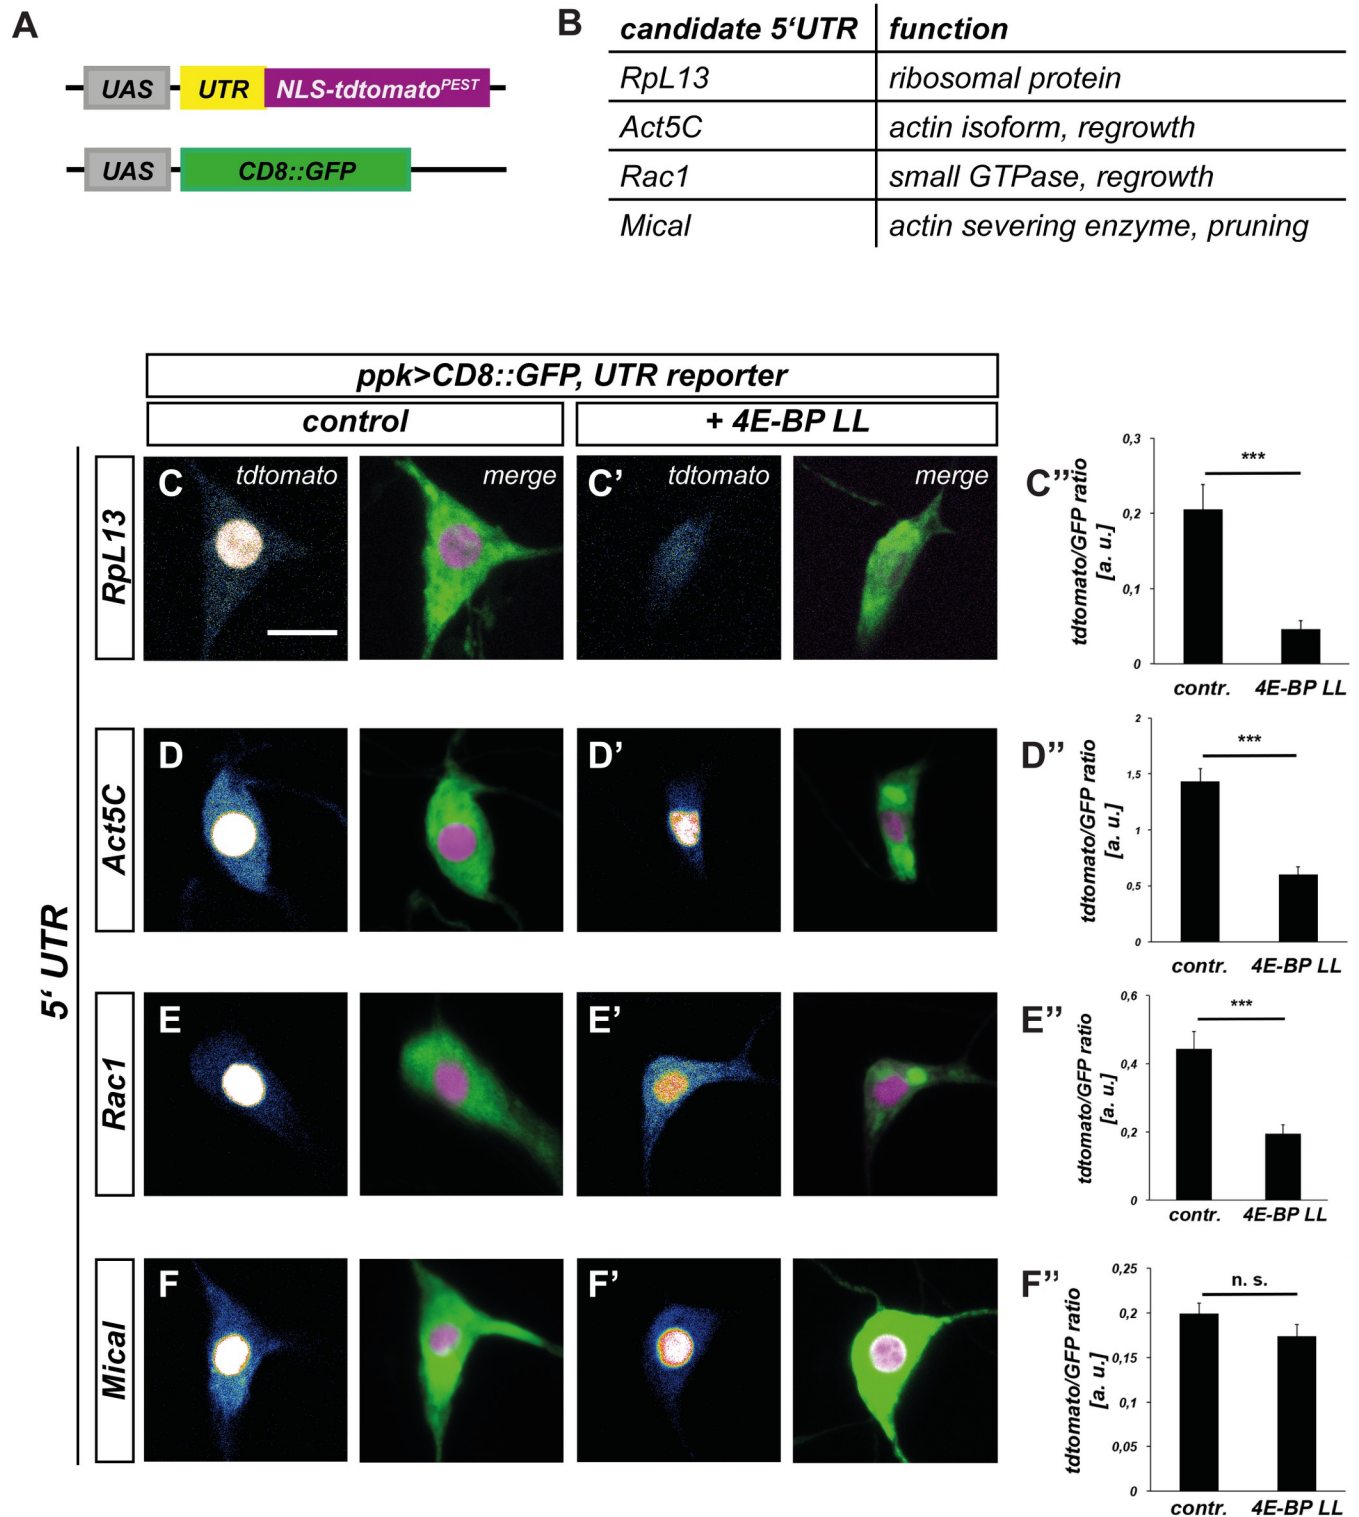 A
UAS UTR NLS-tdtomatoPEST
UAS CD8::GFP
B
candidate 5‘UTR function
RpL13 ribosomal protein
Act5C actin isoform, regrowth
Rac1 small GTPase, regrowth
Mical actin severing enzyme, pruning
ppk>CD8::GFP, UTR reporter
control + 4E-BP LL
5‘ UTR
RpL13
C tdtomato merge C’ tdtomato merge
C”
tdtomato/GFP ratio
[a. u.]
0,3
***
0,2
0,1
0
contr. 4E-BP LL
Act5C
D D’
D”
tdtomato/GFP ratio
[a. u.]
2
***
1,5
1
0,5
0
contr. 4E-BP LL
Rac1
E E’
E”
tdtomato/GFP ratio
[a. u.]
0,6
***
0,4
0,2
0
contr. 4E-BP LL
Mical
F F’
F”
tdtomato/GFP ratio
[a. u.]
0,25
n. s.
0,2
0,15
0,1
0,05
0
contr. 4E-BP LL